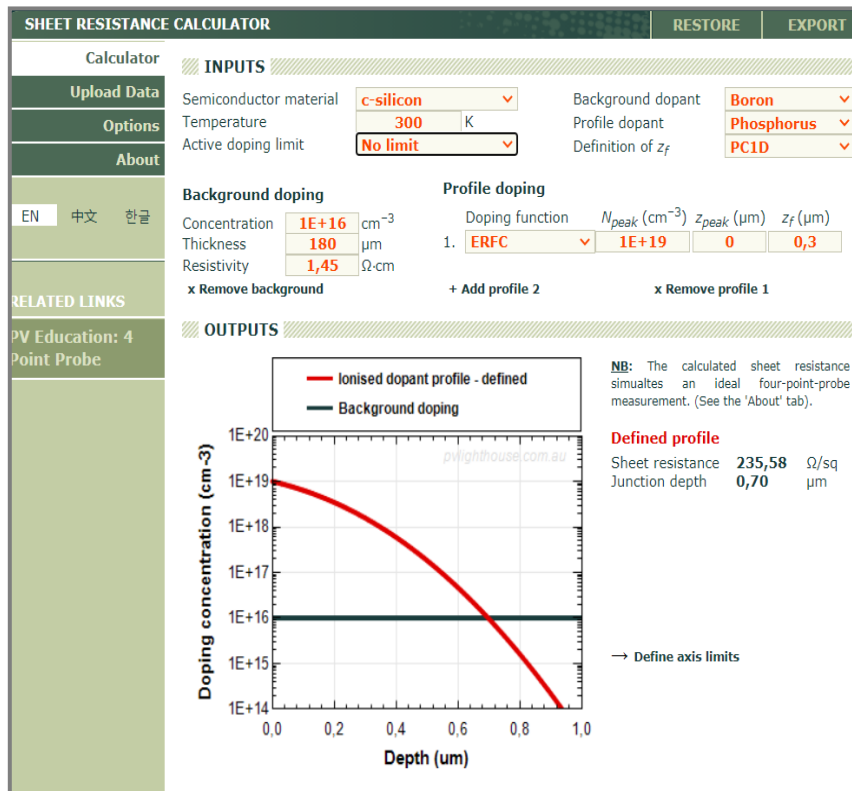 SHEET RESISTANCE CALCULATOR
RESTORE
EXPORT
Calculator
Upload Data
Options
About
EN 中文 한글
RELATED LINKS
PV Education: 4
Point Probe
INPUTS
Semiconductor material c-silicon
Temperature 300 K
Active doping limit No limit
Background dopant Boron
Profile dopant Phosphorus
Definition of zf PC1D
Background doping
Concentration 1E+16 cm−3
Thickness 180 μm
Resistivity 1,45 Ω·cm
x Remove background
Profile doping
Doping function Npeak (cm−3) zpeak (μm) zf (μm)
1. ERFC 1E+19 0 0,3
+ Add profile 2 x Remove profile 1
OUTPUTS
Ionised dopant profile - defined
Background doping
pvlighthouse.com.au
Doping concentration (cm-3)
1E+20
1E+19
1E+18
1E+17
1E+16
1E+15
1E+14
0,0 0,2 0,4 0,6 0,8 1,0
Depth (um)
NB: The calculated sheet resistance
simualtes an ideal four-point-probe
measurement. (See the 'About' tab).
Defined profile
Sheet resistance 235,58 Ω/sq
Junction depth 0,70 μm
→ Define axis limits